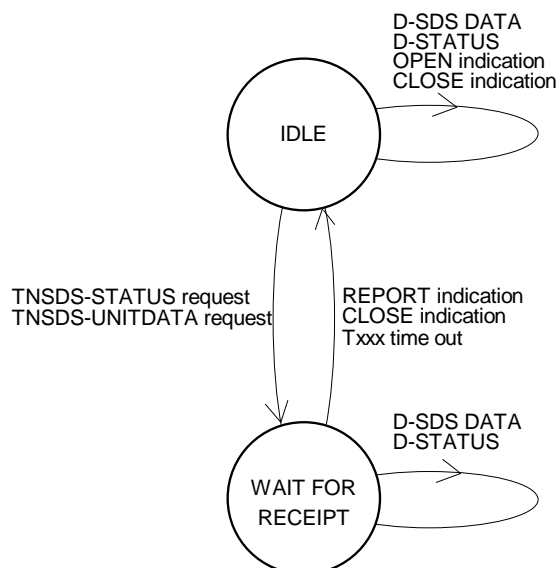 D-SDS DATA
D-STATUS
OPEN indication
CLOSE indication
IDLE
TNSDS-STATUS request
TNSDS-UNITDATA request
REPORT indication
CLOSE indication
Txxx time out
D-SDS DATA
D-STATUS
WAIT FOR
RECEIPT